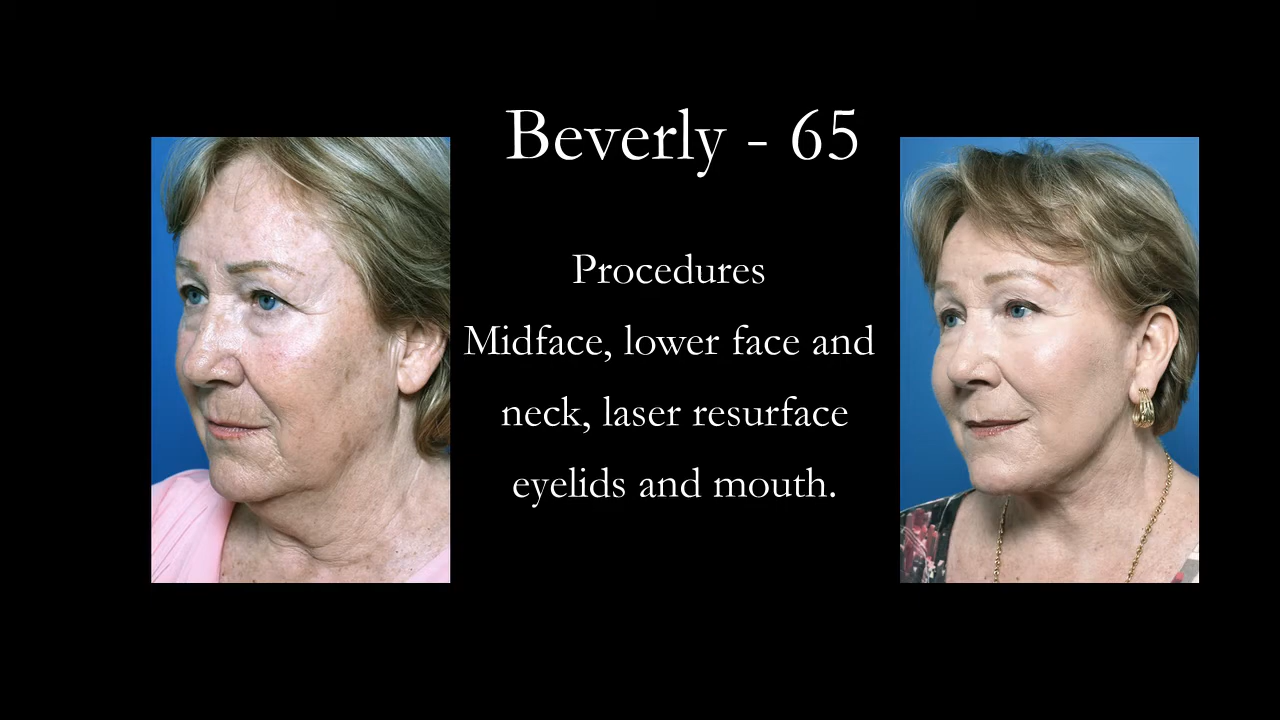 Beverly - 65
Procedures
Midface, lower face and
neck, laser resurface
eyelids and mouth.